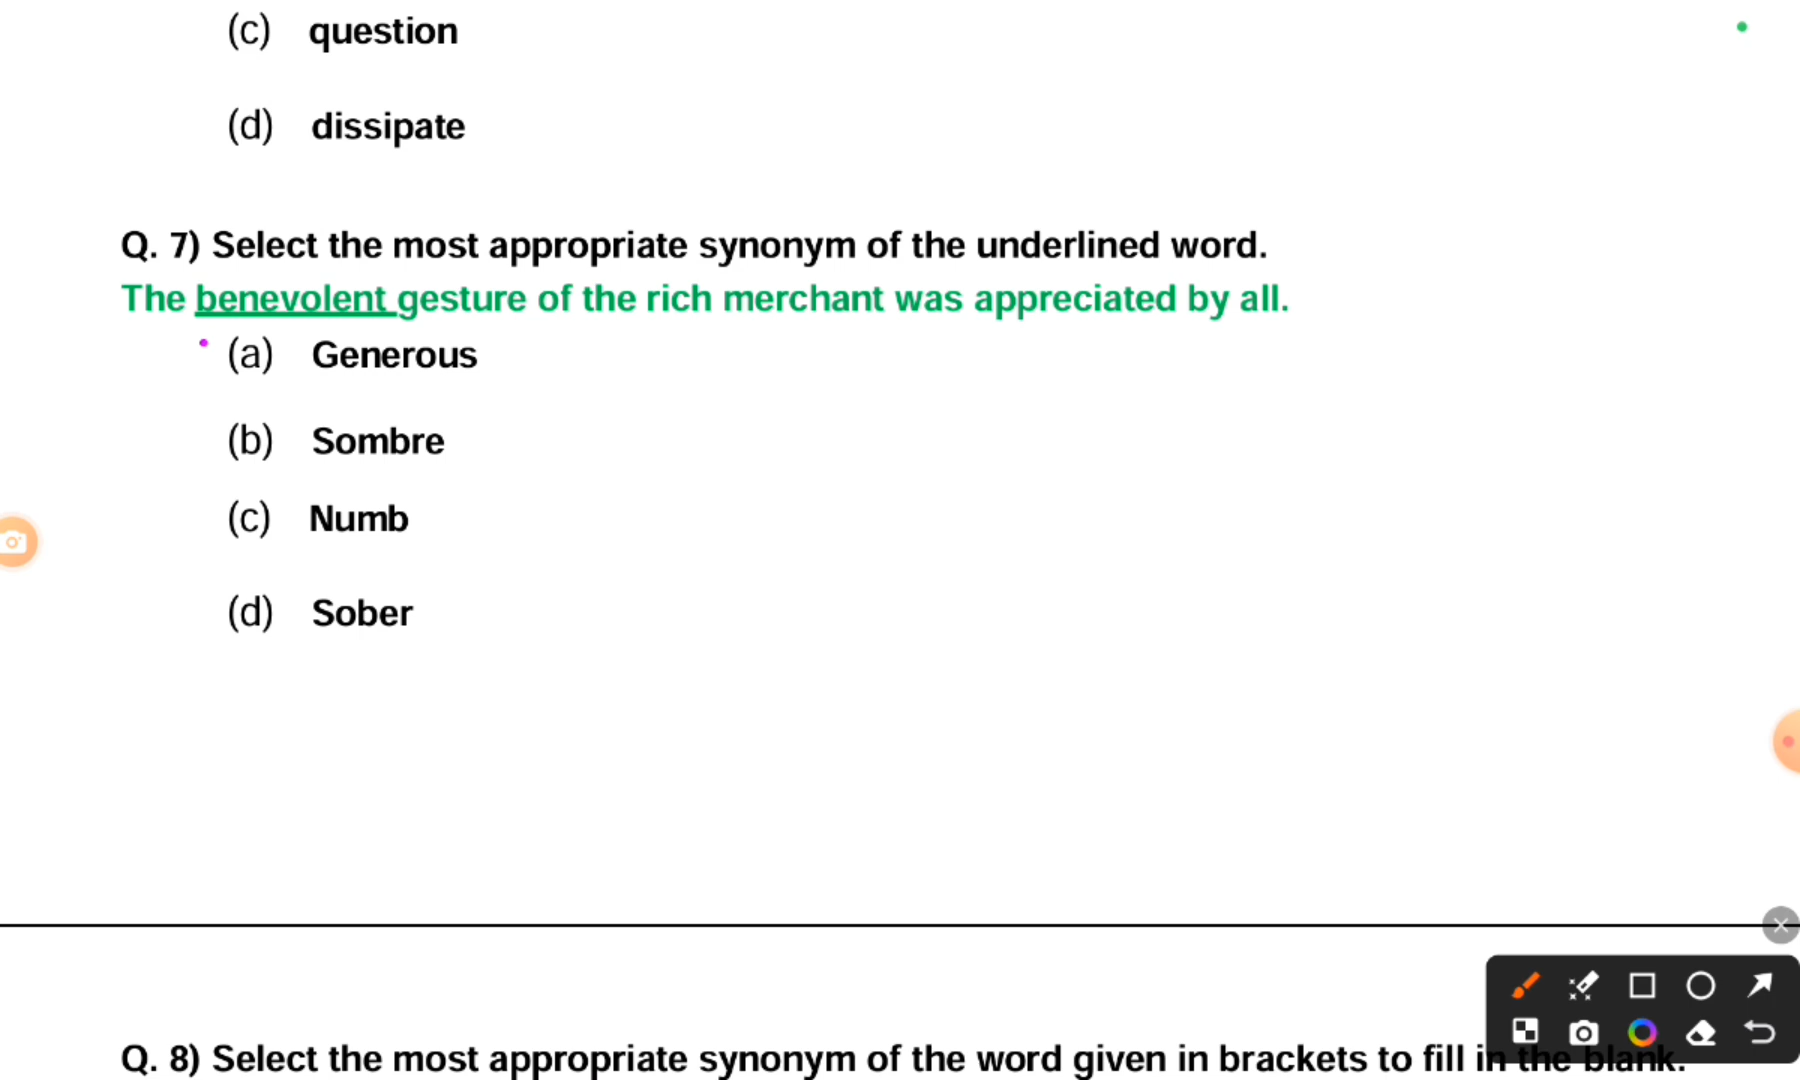 (c) question
(d) dissipate
Q. 7) Select the most appropriate synonym of the underlined word.
The benevolent gesture of the rich merchant was appreciated by all.
(a) Generous
(b) Sombre
(c) Numb
(d) Sober
Q. 8) Select the most appropriate synonym of the word given in brackets to fill in the blank.